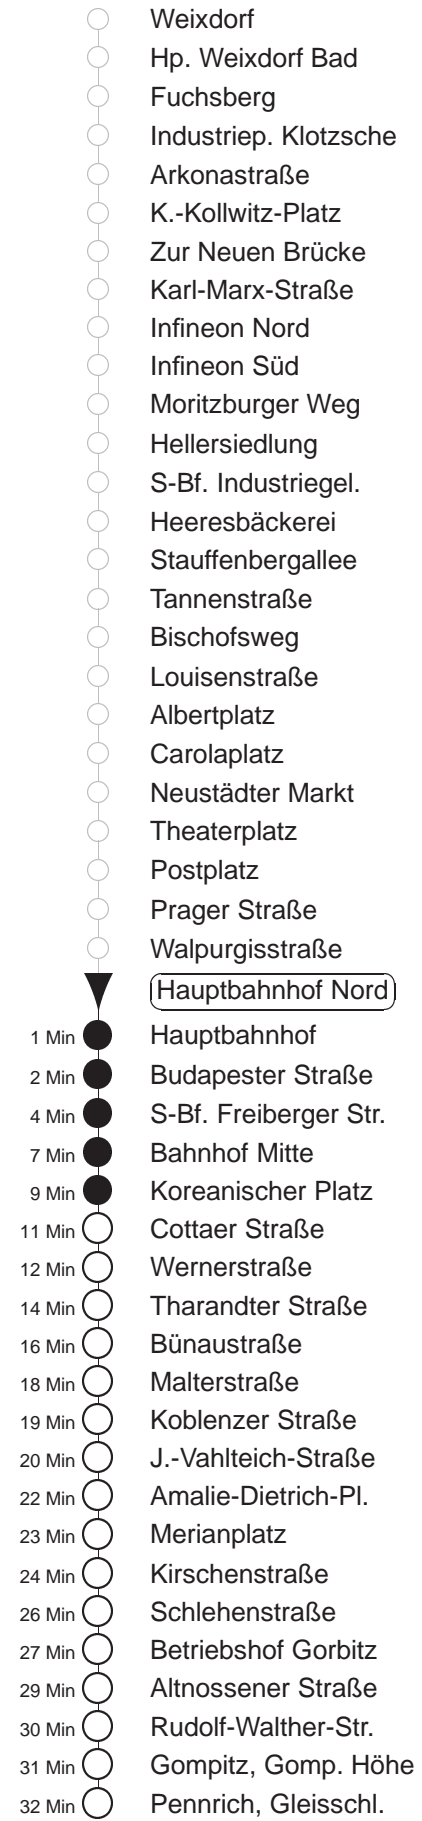 Weixdorf
Hp. Weixdorf Bad
Fuchsberg
Industriep. Klotzsche
Arkonastraße
K.-Kollwitz-Platz
Zur Neuen Brücke
Karl-Marx-Straße
Infineon Nord
Infineon Süd
Moritzburger Weg
Hellersiedlung
S-Bf. Industriegel.
Heeresbäckerei
Stauffenbergallee
Tannenstraße
Bischofsweg
Louisenstraße
Albertplatz
Carolaplatz
Neustädter Markt
Theaterplatz
Postplatz
Prager Straße
Walpurgisstraße
Hauptbahnhof Nord
1 Min Hauptbahnhof
2 Min Budapester Straße
4 Min S-Bf. Freiberger Str.
7 Min Bahnhof Mitte
9 Min Koreanischer Platz
11 Min Cottaer Straße
12 Min Wernerstraße
14 Min Tharandter Straße
16 Min Bünaustraße
18 Min Malterstraße
19 Min Koblenzer Straße
20 Min J.-Vahlteich-Straße
22 Min Amalie-Dietrich-Pl.
23 Min Merianplatz
24 Min Kirschenstraße
26 Min Schlehenstraße
27 Min Betriebshof Gorbitz
29 Min Altnossener Straße
30 Min Rudolf-Walther-Str.
31 Min Gompitz, Gomp. Höhe
32 Min Pennrich, Gleisschl.